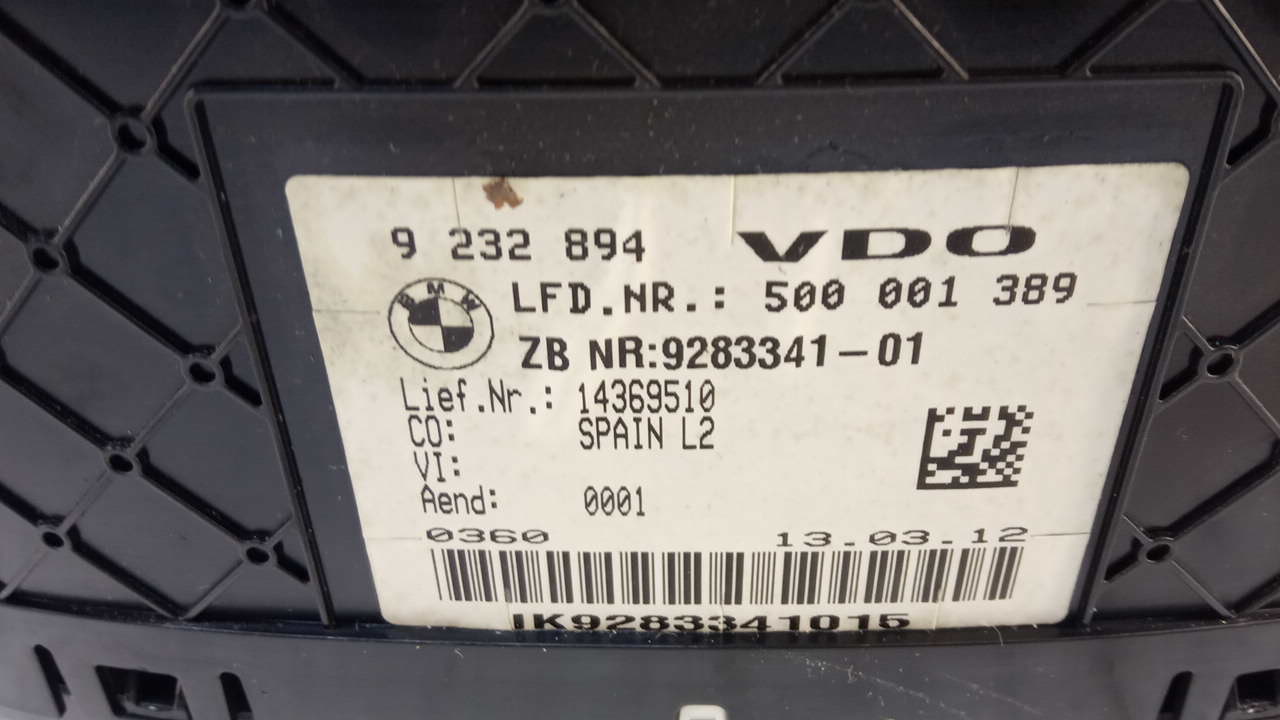 9 232 894 VDO
BMW
LFD.NR.: 500 001 389
ZB NR:9283341-01
Lief.Nr.: 14369510
CO: SPAIN L2
VI:
Aend: 0001
0360 13.03.12
IK9283341015